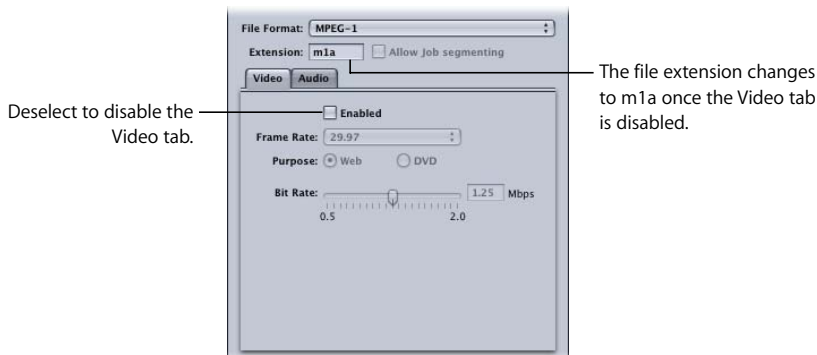 File Format: MPEG-1
Extension: m1a Allow Job segmenting
Video Audio
Enabled
Frame Rate: 29.97
Purpose: Web DVD
Bit Rate: 1.25 Mbps
0.5 2.0
Deselect to disable the
Video tab.
The file extension changes
to m1a once the Video tab
is disabled.